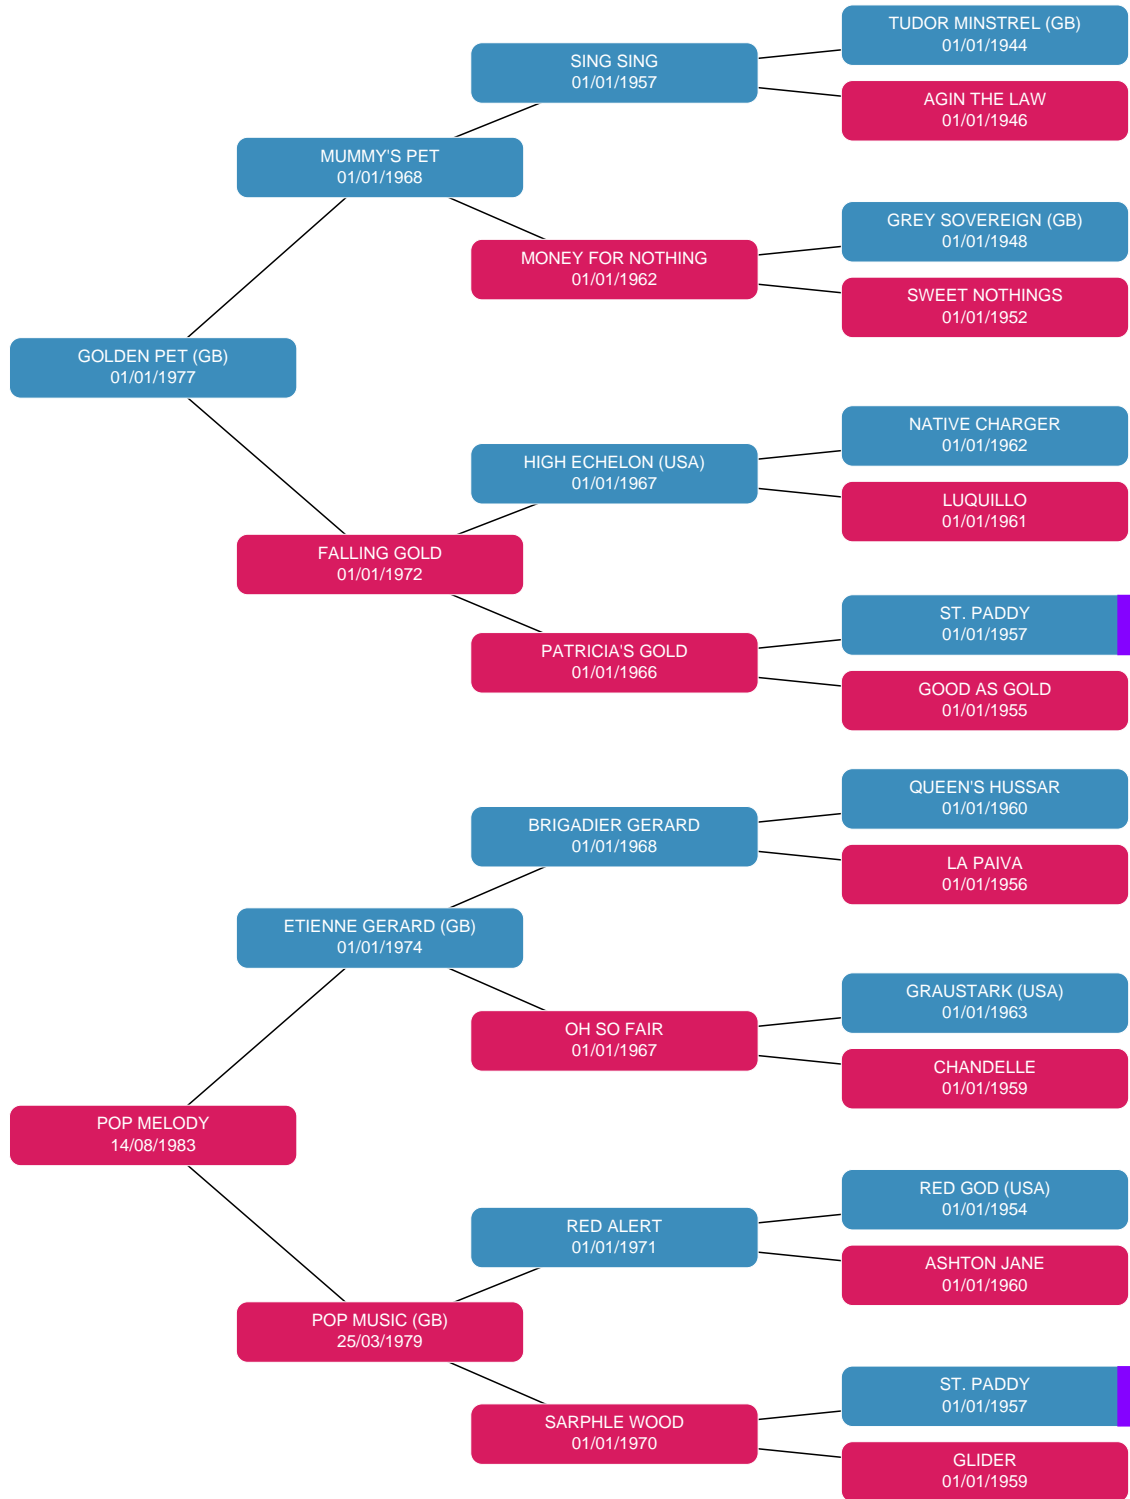 TUDOR MINSTREL (GB)
01/01/1944
SING SING
01/01/1957
AGIN THE LAW
01/01/1946
MUMMY'S PET
01/01/1968
GREY SOVEREIGN (GB)
01/01/1948
MONEY FOR NOTHING
01/01/1962
SWEET NOTHINGS
01/01/1952
GOLDEN PET (GB)
01/01/1977
NATIVE CHARGER
01/01/1962
HIGH ECHELON (USA)
01/01/1967
LUQUILLO
01/01/1961
FALLING GOLD
01/01/1972
ST. PADDY
01/01/1957
PATRICIA'S GOLD
01/01/1966
GOOD AS GOLD
01/01/1955
QUEEN'S HUSSAR
01/01/1960
BRIGADIER GERARD
01/01/1968
LA PAIVA
01/01/1956
ETIENNE GERARD (GB)
01/01/1974
GRAUSTARK (USA)
01/01/1963
OH SO FAIR
01/01/1967
CHANDELLE
01/01/1959
POP MELODY
14/08/1983
RED GOD (USA)
01/01/1954
RED ALERT
01/01/1971
ASHTON JANE
01/01/1960
POP MUSIC (GB)
25/03/1979
ST. PADDY
01/01/1957
SARPHLE WOOD
01/01/1970
GLIDER
01/01/1959